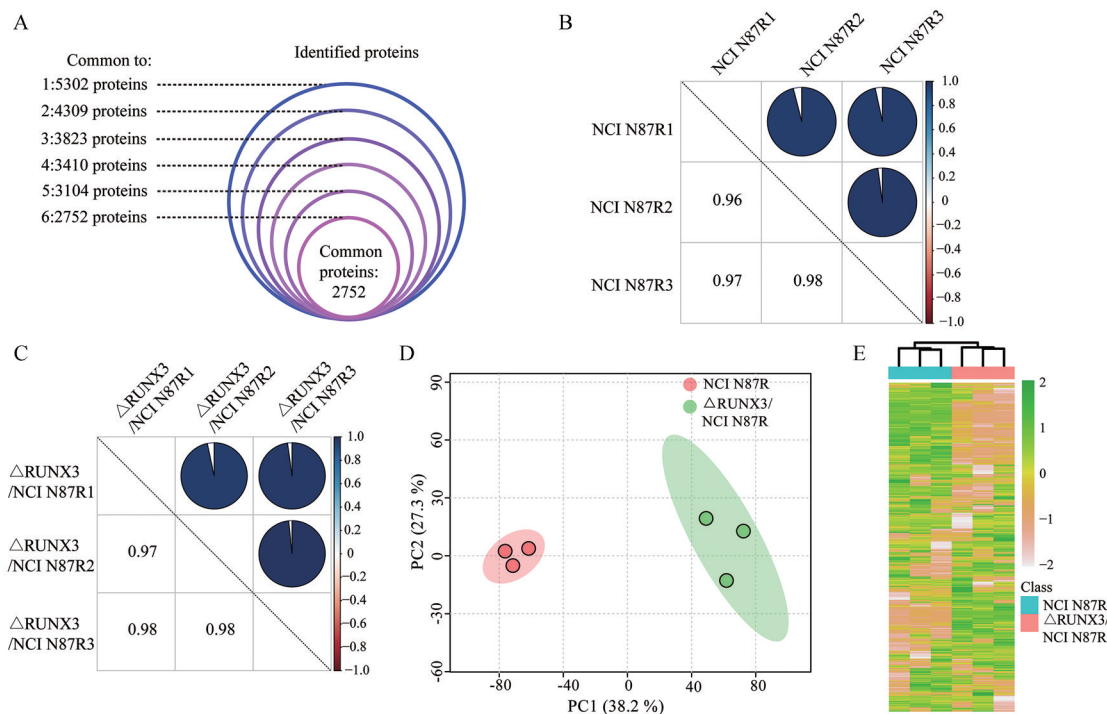 A
Identified proteins
Common to:
1:5302 proteins
2:4309 proteins
3:3823 proteins
4:3410 proteins
5:3104 proteins
6:2752 proteins
Common
proteins:
2752
B
NCI N87R1
NCI N87R2
NCI N87R3
NCI N87R1
NCI N87R2
NCI N87R3
0.96
0.97
0.98
1.0
0.8
0.6
0.4
0.2
0
−0.2
−0.4
−0.6
−0.8
−1.0
C
△RUNX3
/NCI N87R1
△RUNX3
/NCI N87R2
△RUNX3
/NCI N87R3
△RUNX3
/NCI N87R1
△RUNX3
/NCI N87R2
△RUNX3
/NCI N87R3
0.97
0.98
0.98
1.0
0.8
0.6
0.4
0.2
0
−0.2
−0.4
−0.6
−0.8
−1.0
D
NCI N87R
△RUNX3/
NCI N87R
PC2 (27.3 %)
90
60
30
0
-30
-60
-80
-40
0
40
80
PC1 (38.2 %)
E
2
1
0
−1
−2
Class
NCI N87R
△RUNX3/
NCI N87R